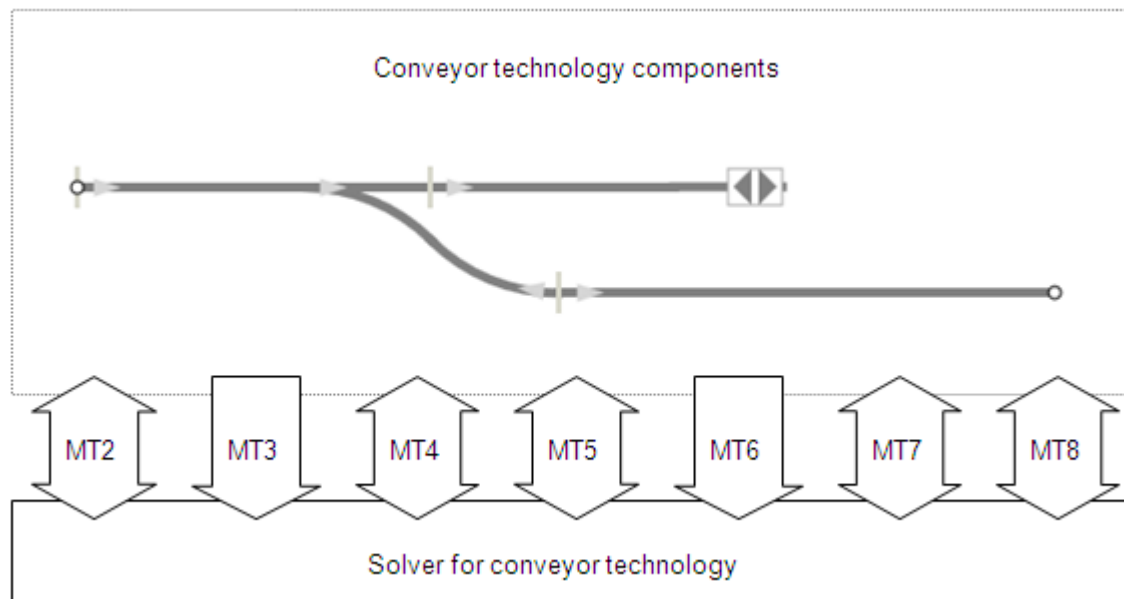 Conveyor technology components
MT2 MT3 MT4 MT5 MT6 MT7 MT8
Solver for conveyor technology